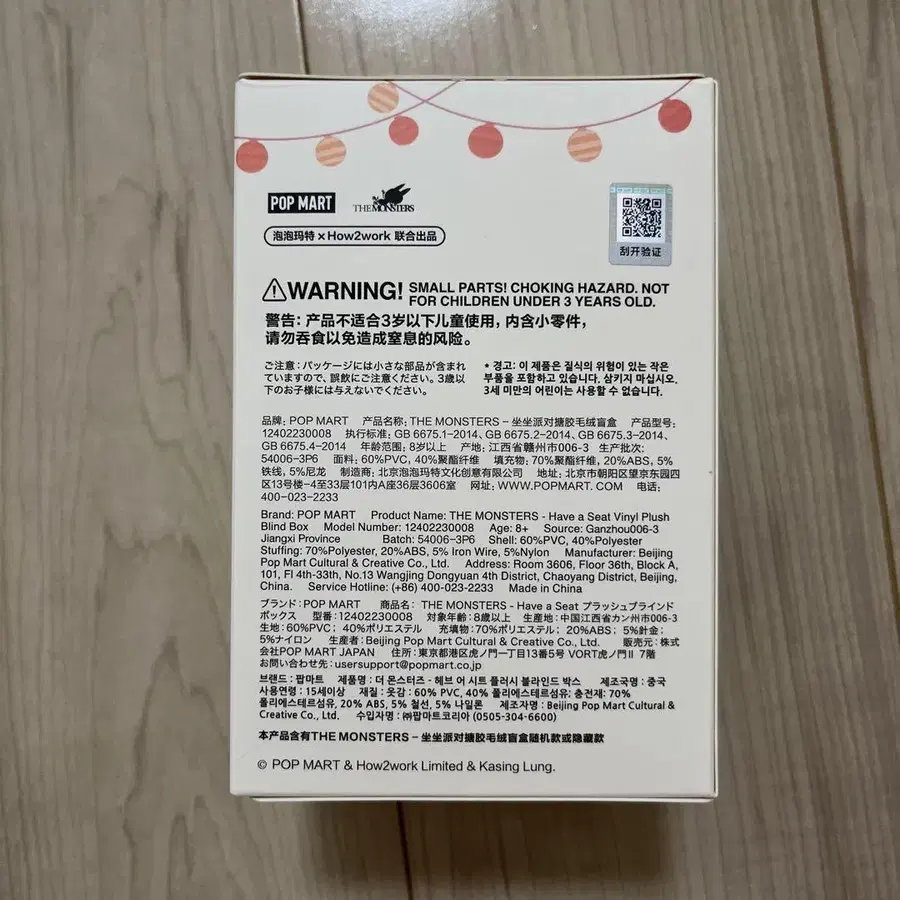 POP MART
THE MONSTERS
泡泡玛特 × How2work 联合出品
刮开验证
WARNING! SMALL PARTS! CHOKING HAZARD. NOT
FOR CHILDREN UNDER 3 YEARS OLD.
警告: 产品不适合3岁以下儿童使用，内含小零件，
请勿吞食以免造成窒息的风险。
ご注意：パッケージには小さな部品が含まれ
ていますので、誤飲にご注意ください。3歳以
下のお子様には与えないでください。
* 경고: 이 제품은 질식의 위험이 있는 작은
부품을 포함하고 있습니다. 삼키지 마십시오.
3세 미만의 어린이는 사용할 수 없습니다.
品牌: POP MART 产品名称: THE MONSTERS – 坐坐派对搪胶毛绒盲盒 产品型号:
12402230008 执行标准: GB 6675.1–2014、GB 6675.2–2014、GB 6675.3–2014、
GB 6675.4–2014 年龄范围: 8岁以上 产地: 江西省赣州市006-3 生产批次:
54006-3P6 面料: 60%PVC, 40%聚酯纤维 填充物: 70%聚酯纤维, 20%ABS, 5%
铁线, 5%尼龙 制造商: 北京泡泡玛特文化创意有限公司 地址: 北京市朝阳区望京东园四
区13号楼-4至33层101内A座36层3606室 网址: WWW.POPMART. COM 电话:
400-023-2233
Brand: POP MART Product Name: THE MONSTERS - Have a Seat Vinyl Plush
Blind Box Model Number: 12402230008 Age: 8+ Source: Ganzhou006-3
Jiangxi Province Batch: 54006-3P6 Shell: 60%PVC, 40%Polyester
Stuffing: 70%Polyester, 20%ABS, 5% Iron Wire, 5%Nylon Manufacturer: Beijing
Pop Mart Cultural & Creative Co., Ltd. Address: Room 3606, Floor 36th, Block A,
101, Fl 4th-33th, No.13 Wangjing Dongyuan 4th District, Chaoyang District, Beijing,
China. Service Hotline: (+86) 400-023-2233 Made in China
ブランド: POP MART 商品名: THE MONSTERS - Have a Seat プラッシュブラインド
ボックス 型番: 12402230008 対象年齢: 8歳以上 生産地: 中国江西省カン州市006-3
生地: 60%PVC; 40%ポリエステル 充填物: 70%ポリエステル; 20%ABS; 5%針金;
5%ナイロン 生産者: Beijing Pop Mart Cultural & Creative Co., Ltd. 販売元: 株式
会社POP MART JAPAN 住所: 東京都港区虎ノ門一丁目13番5号 VORT虎ノ門Ⅱ 7階
お問い合わせ先: usersupport@popmart.co.jp
브랜드 : 팝마트 제품명 : 더 몬스터즈 - 헤브 어 시트 플러시 블라인드 박스 제조국명 : 중국
사용연령 : 15세이상 재질 : 옷감 : 60% PVC, 40% 폴리에스테르섬유; 충전재: 70%
폴리에스테르섬유, 20% ABS, 5% 철선, 5% 나일론 제조자명 : Beijing Pop Mart Cultural &
Creative Co., Ltd. 수입자명 : ㈜팝마트코리아 (0505-304-6600)
本产品含有THE MONSTERS – 坐坐派对搪胶毛绒盲盒随机款或隐藏款
© POP MART & How2work Limited & Kasing Lung.